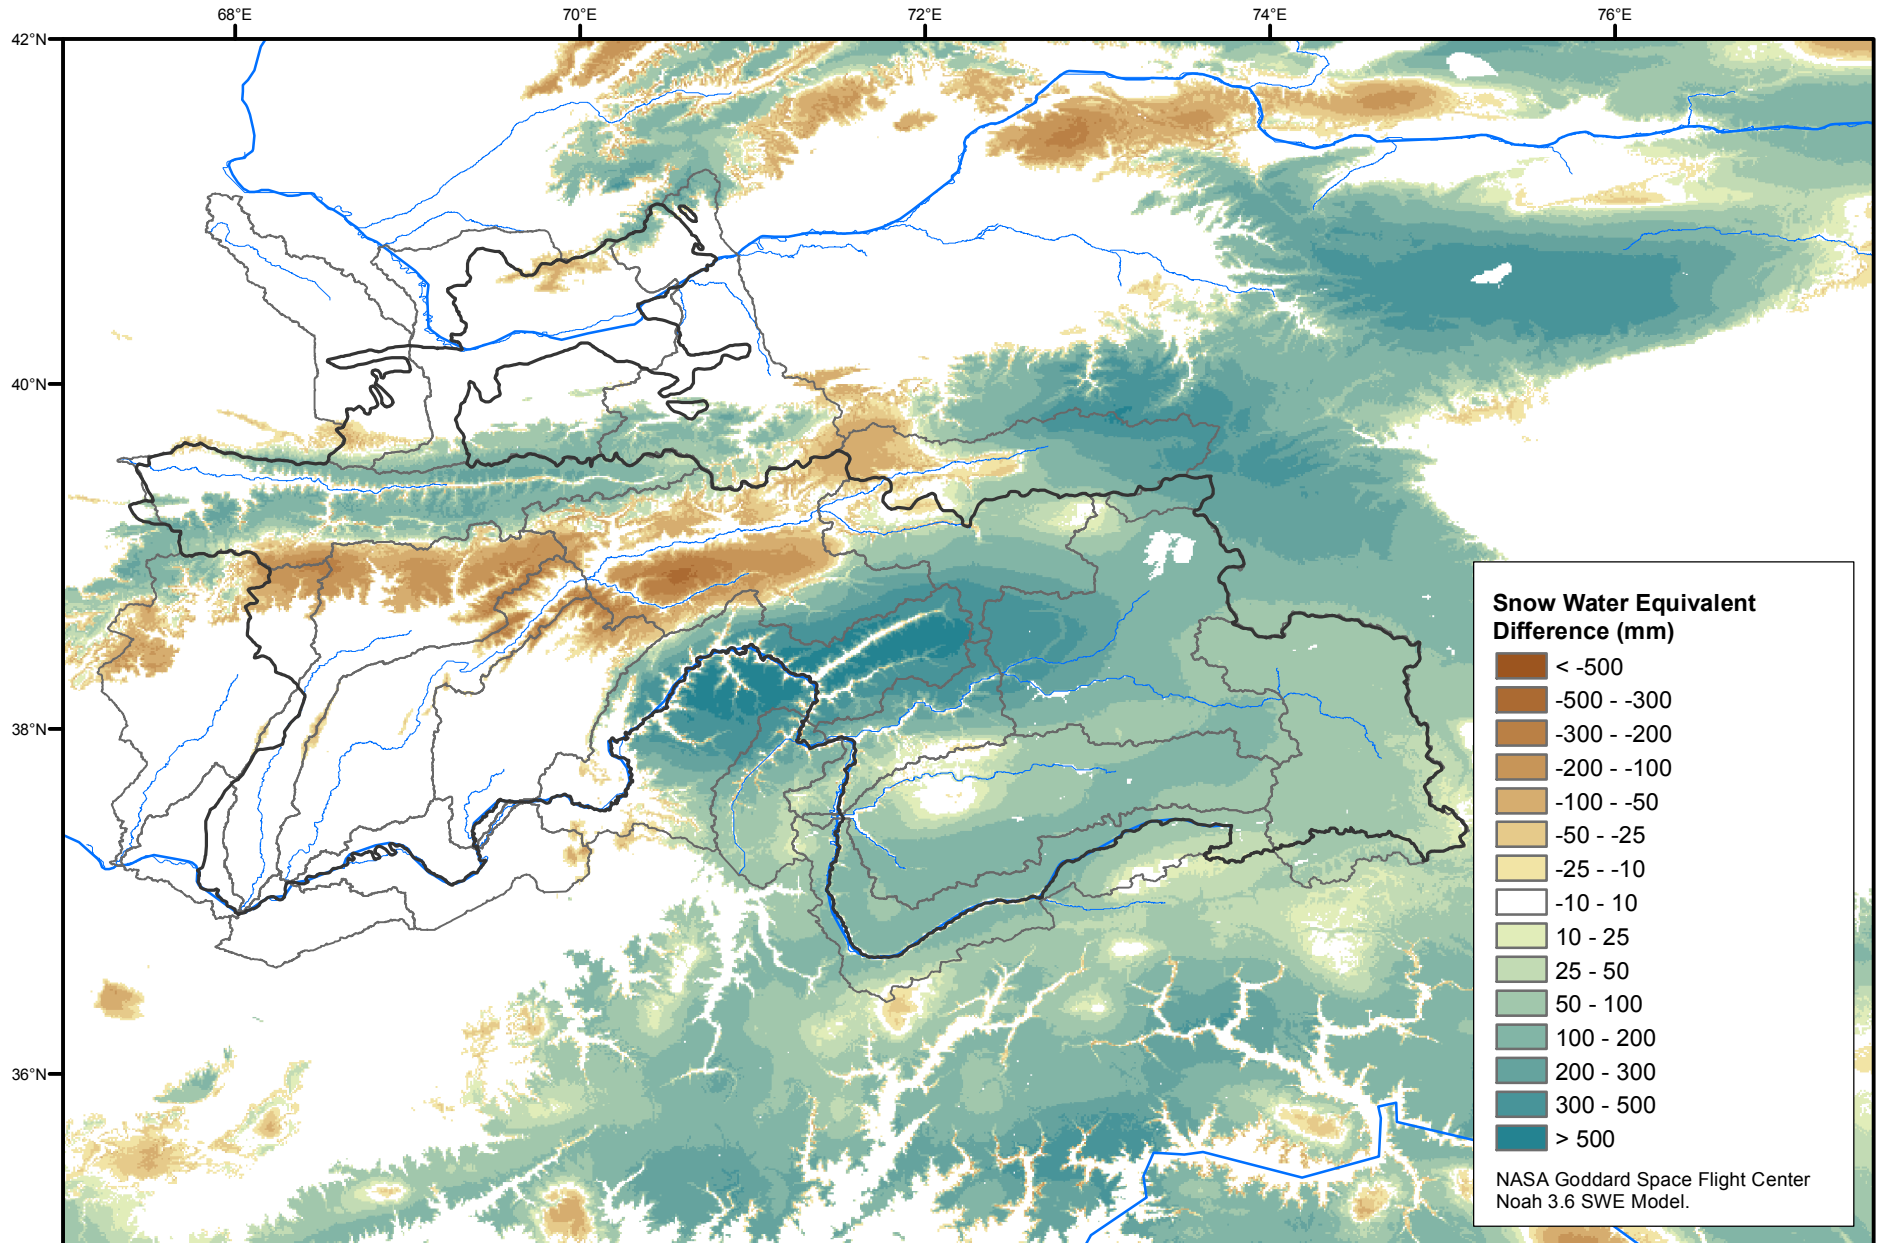 68°E 70°E 72°E 74°E 76°E
42°N
40°N
38°N
36°N
Snow Water Equivalent
Difference (mm)
< -500
-500 - -300
-300 - -200
-200 - -100
-100 - -50
-50 - -25
-25 - -10
-10 - 10
10 - 25
25 - 50
50 - 100
100 - 200
200 - 300
300 - 500
> 500
NASA Goddard Space Flight Center
Noah 3.6 SWE Model.